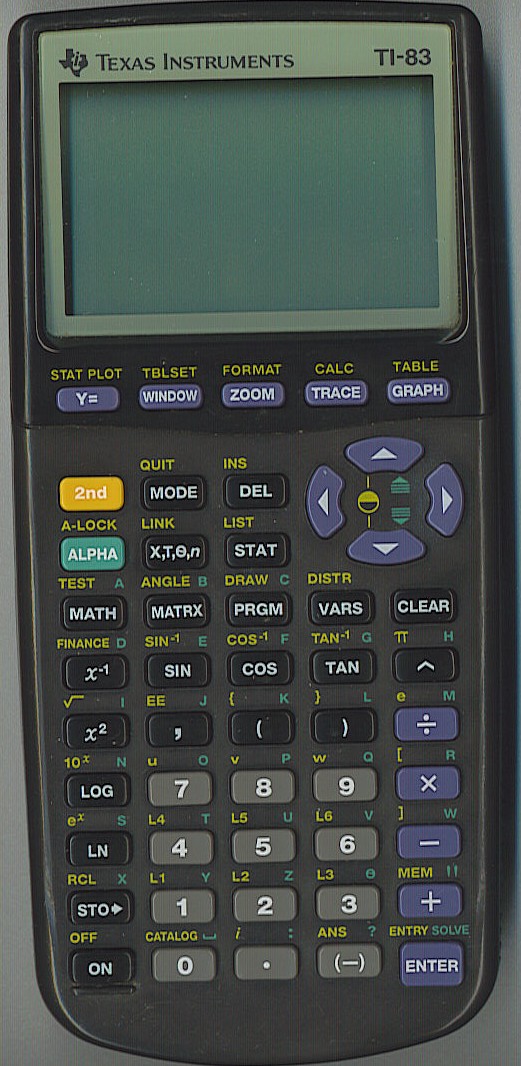 TEXAS INSTRUMENTS TI-83
STAT PLOT TBLSET FORMAT CALC TABLE
Y= WINDOW ZOOM TRACE GRAPH
QUIT INS
2nd MODE DEL
A-LOCK LINK LIST
ALPHA X,T,Θ,n STAT
TEST A ANGLE B DRAW C DISTR
MATH MATRX PRGM VARS CLEAR
FINANCE D SIN⁻¹ E COS⁻¹ F TAN⁻¹ G π H
x⁻¹ SIN COS TAN ^
√ I EE J { K } L e M
x² , ( ) ÷
10ˣ N u O v P w Q [ R
LOG 7 8 9 ×
eˣ S L4 T L5 U L6 V ] W
LN 4 5 6 −
RCL X L1 Y L2 Z L3 θ MEM "
STO▶ 1 2 3 +
OFF CATALOG ⎵ i : ANS ? ENTRY SOLVE
ON 0 . (−) ENTER